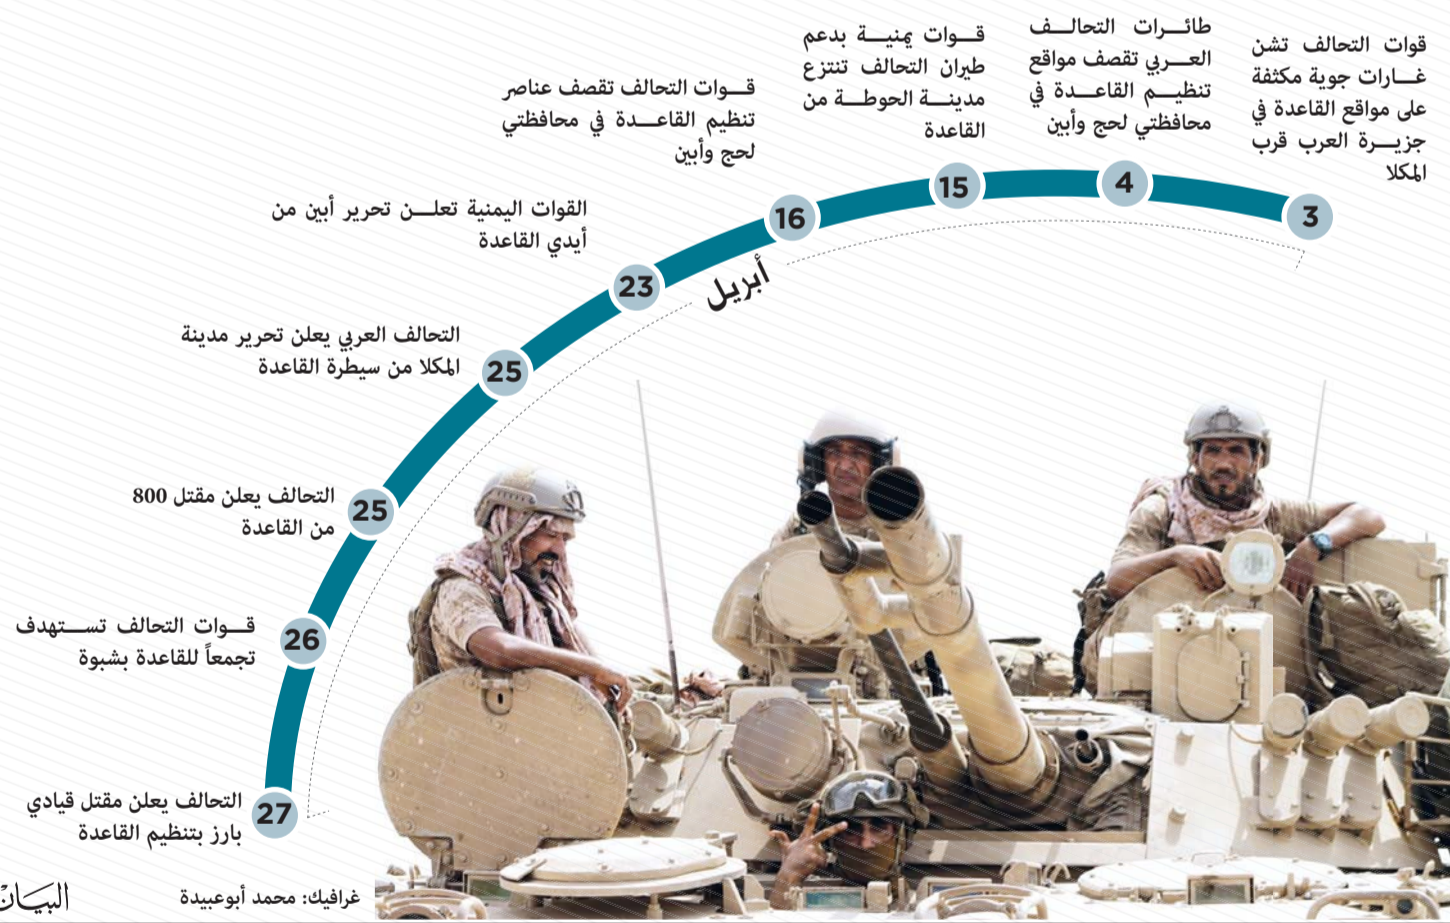 قوات التحالف تشن
غارات جوية مكثفة
على مواقع القاعدة في
جزيرة العرب قرب
المكلا
3
طائرات التحالف
العربي تقصف مواقع
تنظيم القاعدة في
محافظتي لحج وأبين
4
قوات يمنية بدعم
طيران التحالف تنتزع
مدينة الحوطة من
القاعدة
15
قوات التحالف تقصف عناصر
تنظيم القاعدة في محافظتي
لحج وأبين
16
أبريل
القوات اليمنية تعلن تحرير أبين من
أيدي القاعدة
23
التحالف العربي يعلن تحرير مدينة
المكلا من سيطرة القاعدة
25
التحالف يعلن مقتل 800
من القاعدة
25
قوات التحالف تستهدف
تجمعاً للقاعدة بشبوة
26
التحالف يعلن مقتل قيادي
بارز بتنظيم القاعدة
27
غرافيك: محمد أبوعبيدة
البيان